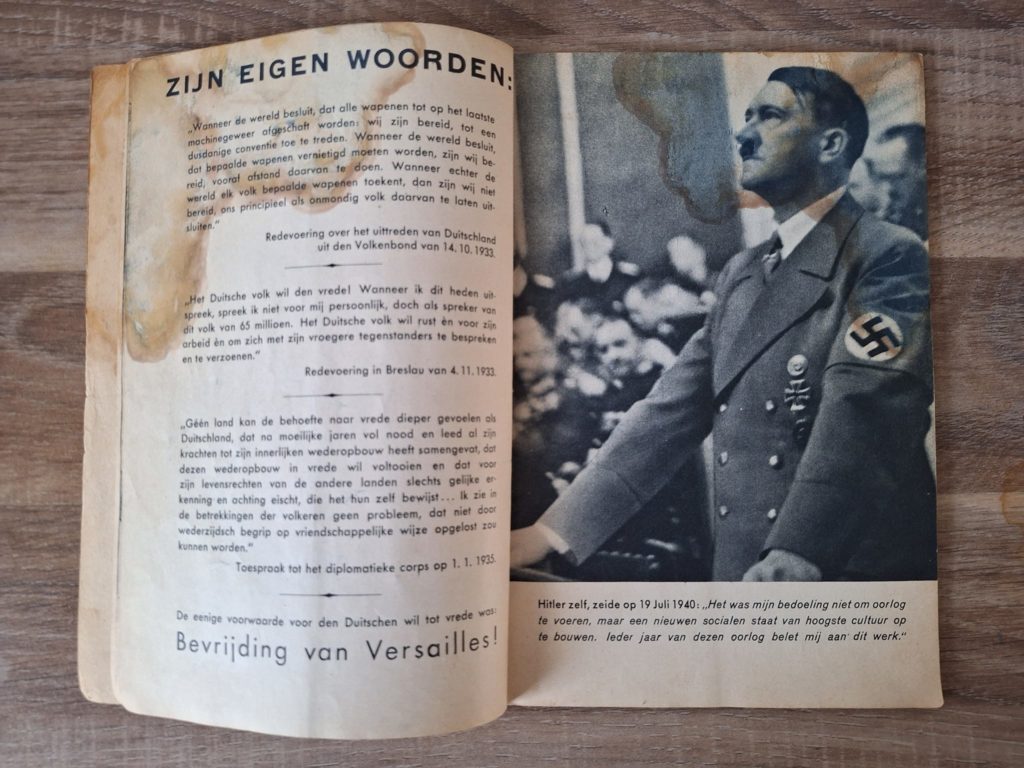 ZIJN EIGEN WOORDEN:
„Wanneer de wereld besluit, dat alle wapenen tot op het laatste
machinegeweer afgeschaft worden: wij zijn bereid, tot een
dusdanige conventie toe te treden. Wanneer de wereld besluit,
dat bepaalde wapenen vernietigd moeten worden, zijn wij be-
reid, vooraf afstand daarvan te doen. Wanneer echter de
wereld elk volk bepaalde wapenen toekent, dan zijn wij niet
bereid, ons principieel als onmondig volk daarvan te laten uit-
sluiten.“
Redevoering over het uittreden van Duitschland
uit den Volkenbond van 14. 10. 1933.
„Het Duitsche volk wil den vrede! Wanneer ik dit heden uit-
spreek, spreek ik niet voor mij persoonlijk, doch als spreker van
dit volk van 65 millioen. Het Duitsche volk wil rust èn voor zijn
arbeid èn om zich met zijn vroegere tegenstanders te bespreken
en te verzoenen.“
Redevoering in Breslau van 4. 11. 1933.
„Géén land kan de behoefte naar vrede dieper gevoelen als
Duitschland, dat na moeilijke jaren vol nood en leed al zijn
krachten tot zijn innerlijken wederopbouw heeft samengevat, dat
dezen wederopbouw in vrede wil voltooien en dat voor
zijn levensrechten van de andere landen slechts gelijke er-
kenning en achting eischt, die het hun zelf bewijst... Ik zie in
de betrekkingen der volkeren geen probleem, dat niet door
wederzijdsch begrip op vriendschappelijke wijze opgelost zou
kunnen worden.“
Toespraak tot het diplomatieke corps op 1. 1. 1935.
De eenige voorwaarde voor den Duitschen wil tot vrede was:
Bevrijding van Versailles!
Hitler zelf, zeide op 19 Juli 1940: „Het was mijn bedoeling niet om oorlog
te voeren, maar een nieuwen socialen staat van hoogste cultuur op
te bouwen. Ieder jaar van dezen oorlog belet mij aan dit werk.“